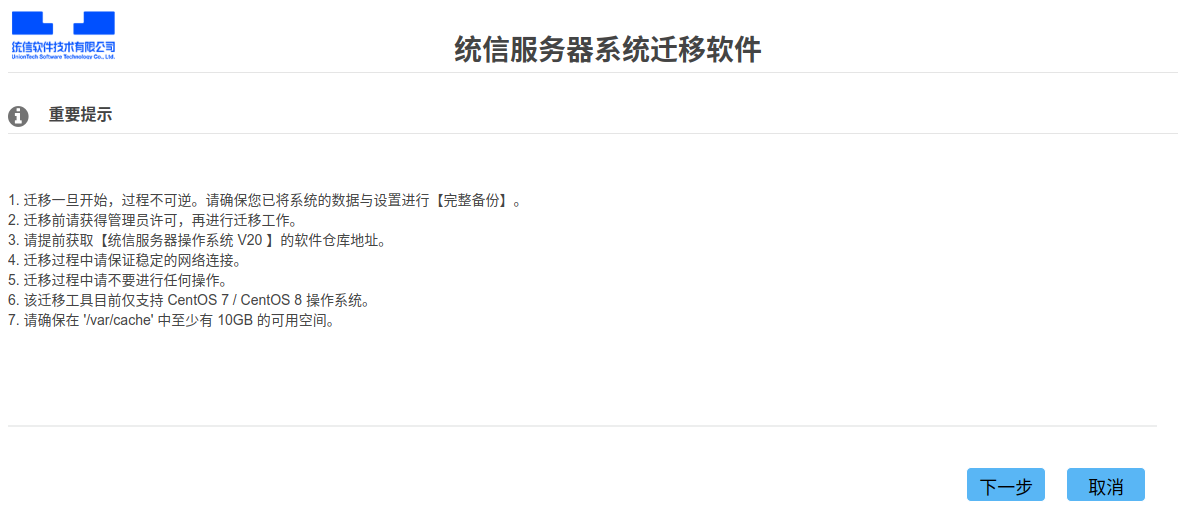 统信软件技术有限公司
UnionTech Software Technology Co., Ltd.
统信服务器系统迁移软件
重要提示
1. 迁移一旦开始，过程不可逆。请确保您已将系统的数据与设置进行【完整备份】。
2. 迁移前请获得管理员许可，再进行迁移工作。
3. 请提前获取【统信服务器操作系统 V20 】的软件仓库地址。
4. 迁移过程中请保证稳定的网络连接。
5. 迁移过程中请不要进行任何操作。
6. 该迁移工具目前仅支持 CentOS 7 / CentOS 8 操作系统。
7. 请确保在 '/var/cache' 中至少有 10GB 的可用空间。
下一步 取消